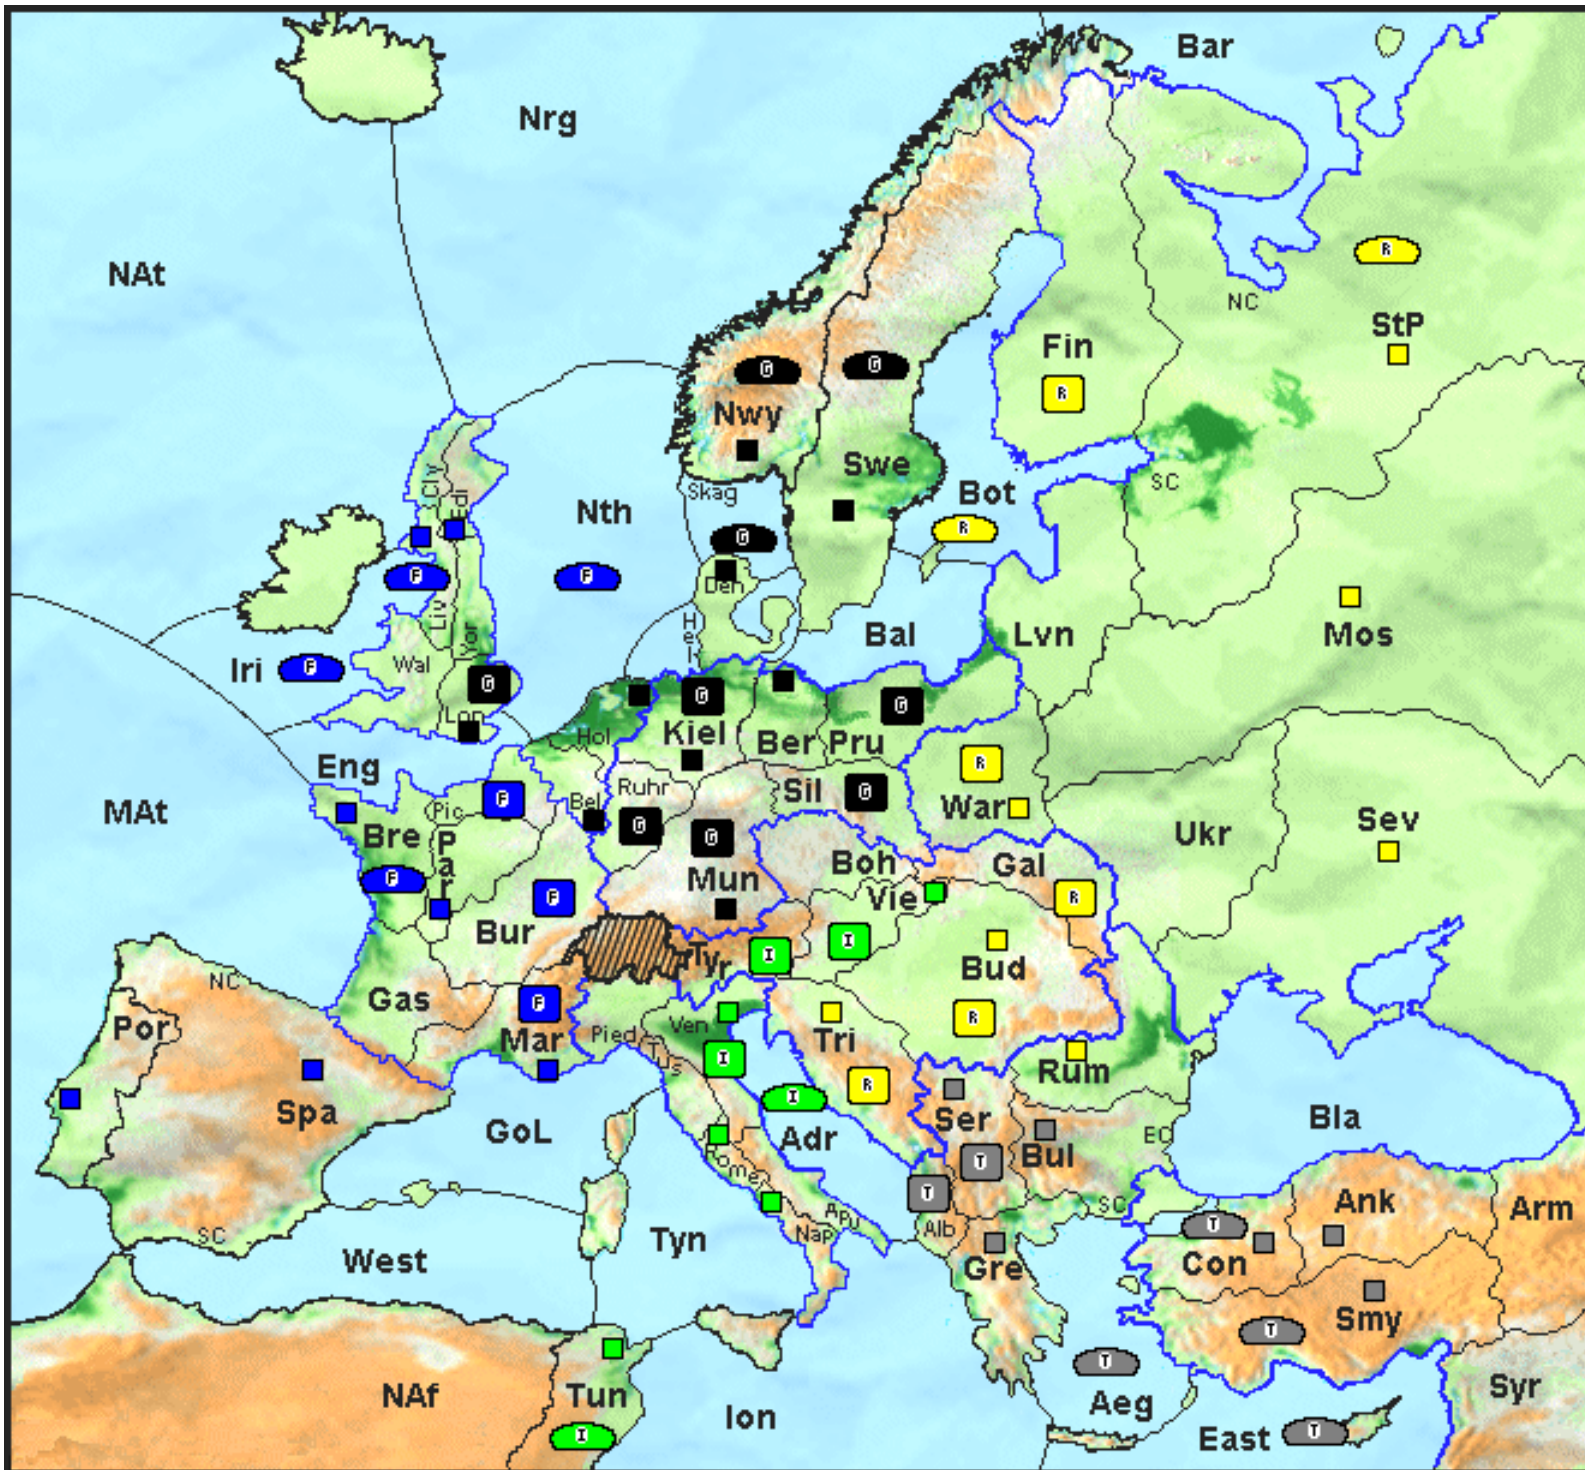 Bar
Nrg
NAt
R
NC
StP
Fin
G
G
R
Nwy
Swe
Skag
Bot
SC
Cly
Edi
Nth
R
G
F
F
Den
Hel
Liv
Yor
Bal
Lvn
Mos
Iri
F
Wal
G
G
G
Lon
Hol
Kiel
Ber
Pru
Eng
R
Ruhr
Sil
G
War
MAt
Pic
F
Bel
G
G
Bre
Par
Boh
Gal
Ukr
Sev
F
F
Mun
Vie
R
Bur
Tyr
I
I
Bud
NC
Gas
F
R
Por
Mar
Pied
Ven
Tri
Tus
I
R
Rum
Spa
GoL
I
Adr
Ser
Bul
EC
Bla
Rome
T
T
SC
Ank
Arm
SC
Apu
Nap
Alb
T
West
Tyn
Gre
Con
Smy
T
T
NAf
Tun
Ion
Aeg
Syr
I
East
T